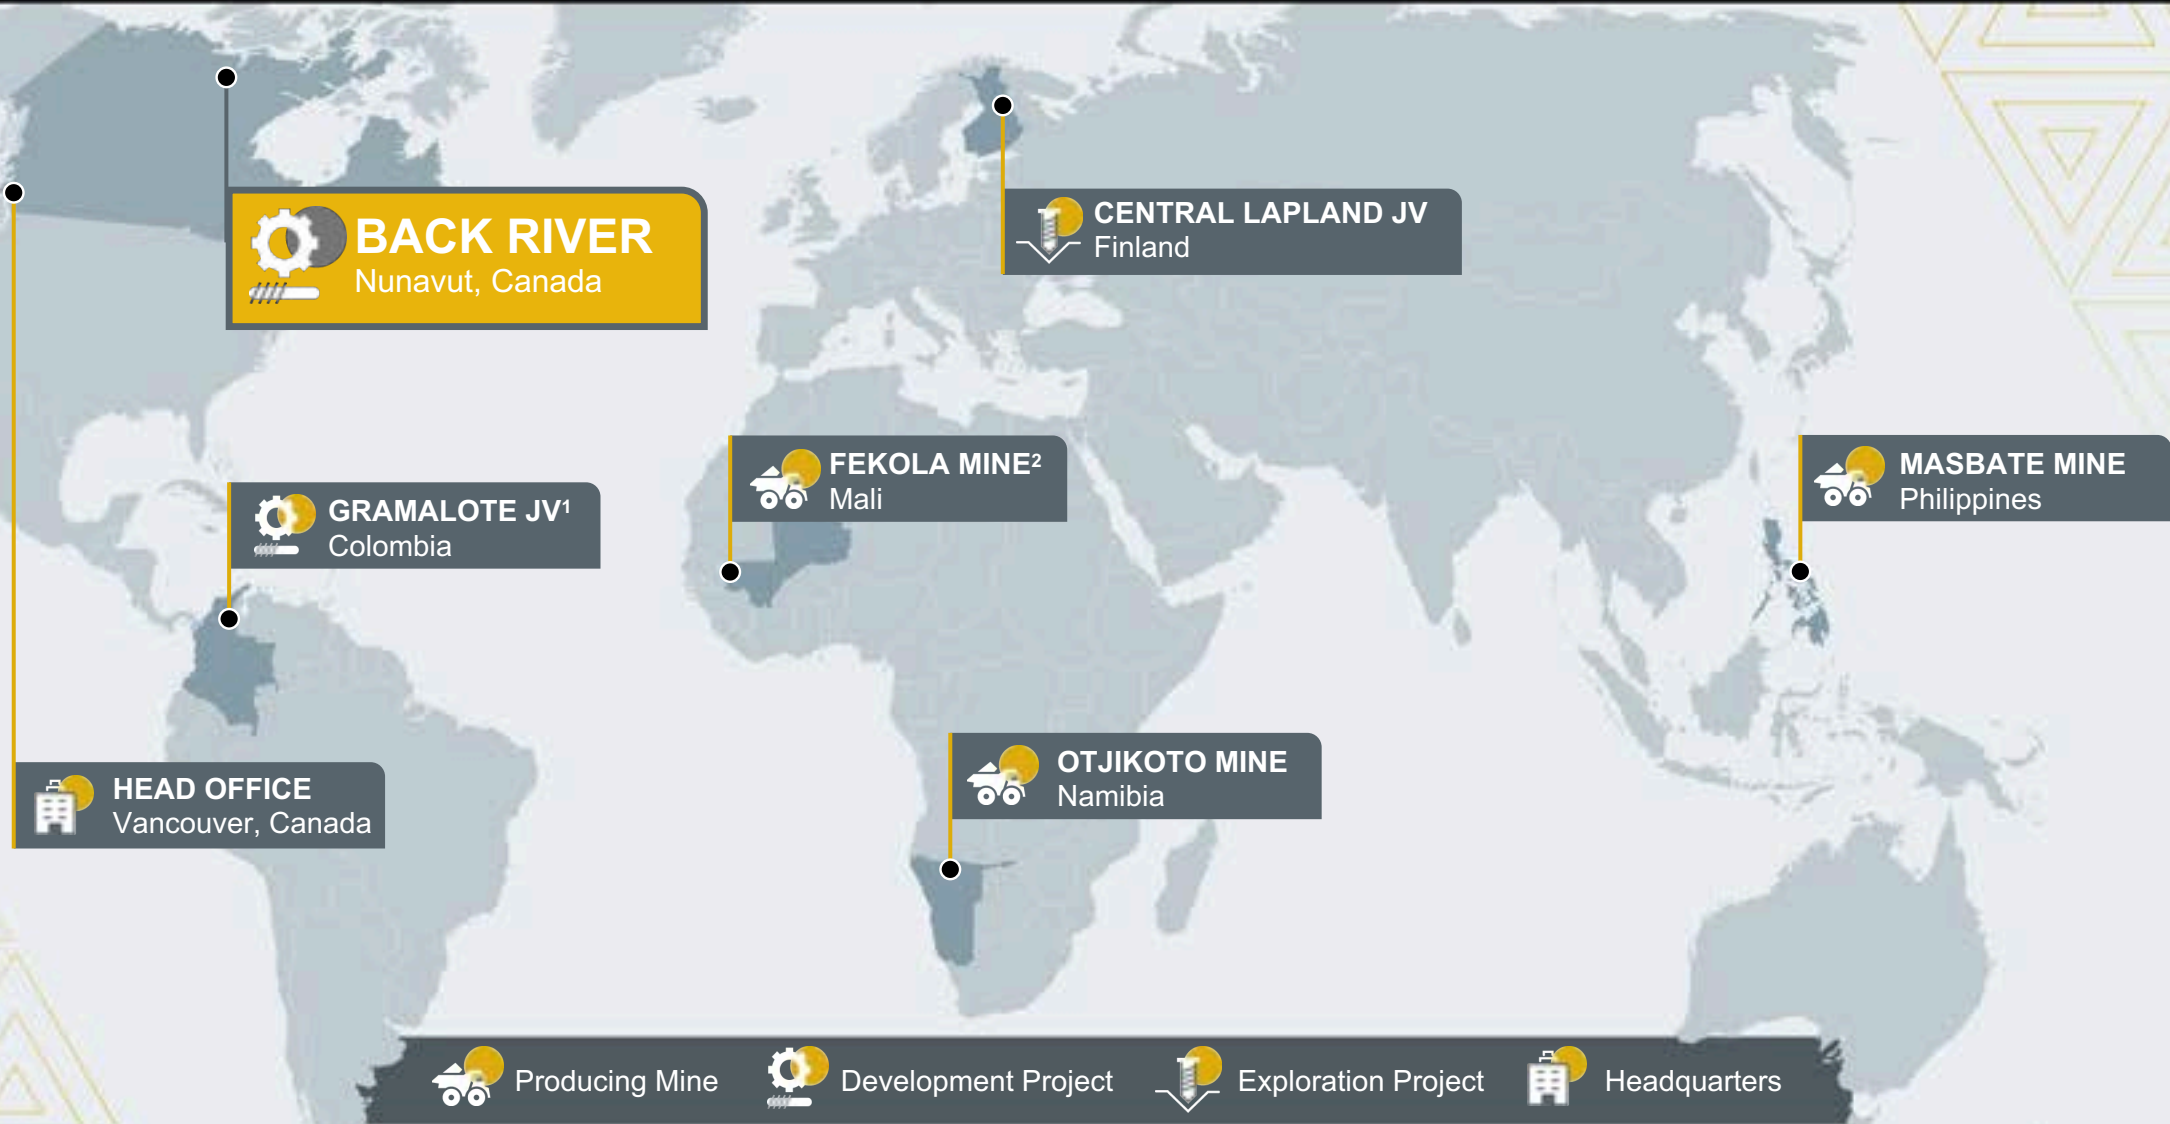 BACK RIVER
Nunavut, Canada
CENTRAL LAPLAND JV
Finland
FEKOLA MINE²
Mali
MASBATE MINE
Philippines
GRAMALOTE JV¹
Colombia
OTJIKOTO MINE
Namibia
HEAD OFFICE
Vancouver, Canada
Producing Mine
Development Project
Exploration Project
Headquarters